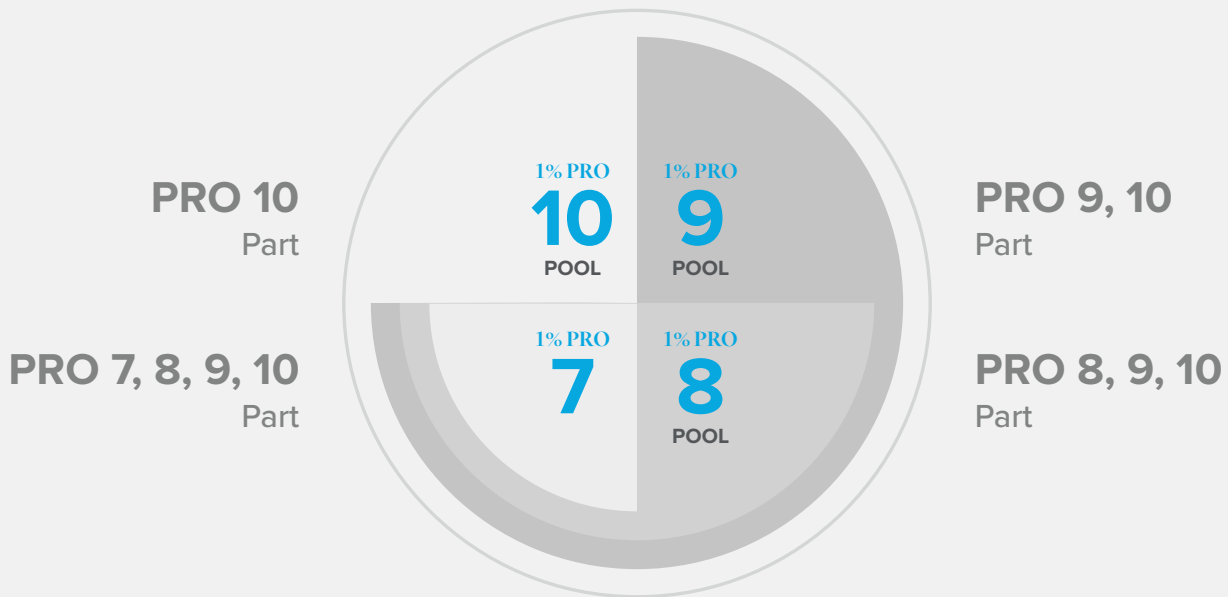 PRO 10
Part
1% PRO
10
POOL
1% PRO
9
POOL
PRO 9, 10
Part
PRO 7, 8, 9, 10
Part
1% PRO
7
1% PRO
8
POOL
PRO 8, 9, 10
Part